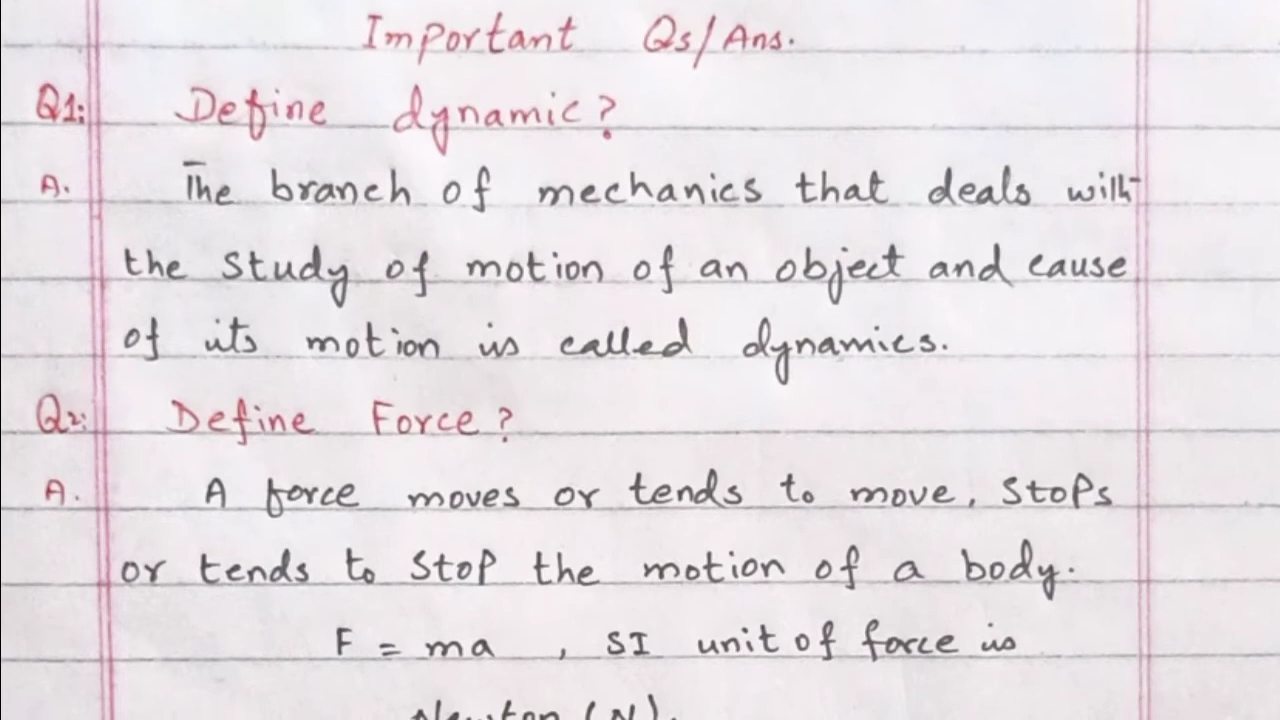 Important Qs/Ans.
Q1: Define dynamic?
A. The branch of mechanics that deals with
the study of motion of an object and cause
of its motion is called dynamics.
Q2: Define Force?
A. A force moves or tends to move, stops
or tends to stop the motion of a body.
F = ma , SI unit of force is
Newton (N).